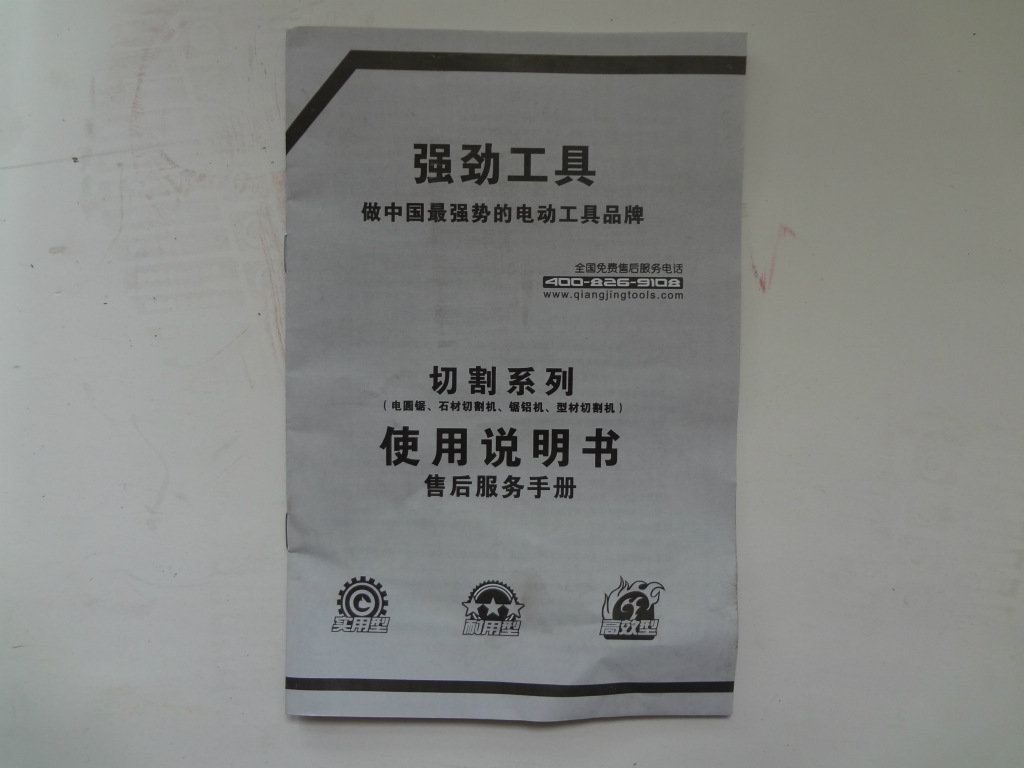 强劲工具
做中国最强势的电动工具品牌
全国免费售后服务电话
400-826-9108
www.qiangjingtools.com
切割系列
(电圆锯、石材切割机、锯铝机、型材切割机)
使用说明书
售后服务手册
实用型 耐用型 高效型